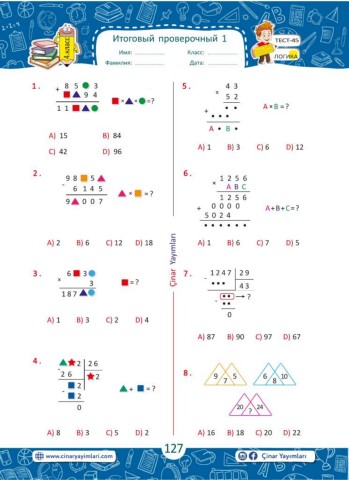 4 класс
Итоговый проверочный 1
Имя:
Класс:
Фамилия:
Дата:
ТЕСТ-45
ЛОГИКА
1.
+ 8 5 ● 3
■ ▲ 9 4
1 1 ■ ● ▲
■ × ▲ × ● = ?
A) 15
B) 84
C) 42
D) 96
2.
9 8 ■ 5 ▲
- 6 1 4 5
9 ▲ 0 0 7
▲ × ■ = ?
A) 2
B) 6
C) 12
D) 18
3.
6 ■ 3 ●
× 3
1 8 7 ▲ ●
■ = ?
A) 1
B) 3
C) 2
D) 4
4.
▲ ★ 2 2 6
- 2 6 ★ 2
■ 2
- ■ 2
0
▲ + ■ = ?
A) 8
B) 3
C) 5
D) 2
5.
4 3
× 5 2
• •
+ • • •
A • B •
A × B = ?
A) 1
B) 3
C) 6
D) 12
6.
1 2 5 6
× A B C
1 2 5 6
0 0 0 0
+ 5 0 2 4
• • • • • •
A + B + C = ?
A) 1
B) 6
C) 7
D) 5
7.
- 1 2 4 7 2 9
• • • 4 3
• • → ?
- • •
0
A) 87
B) 90
C) 97
D) 67
8.
9 7 5
6 8 10
20 ? 24
A) 16
B) 18
C) 20
D) 22
Çınar Yayımları
127
www.cinaryayimlari.com
Çınar Yayımları